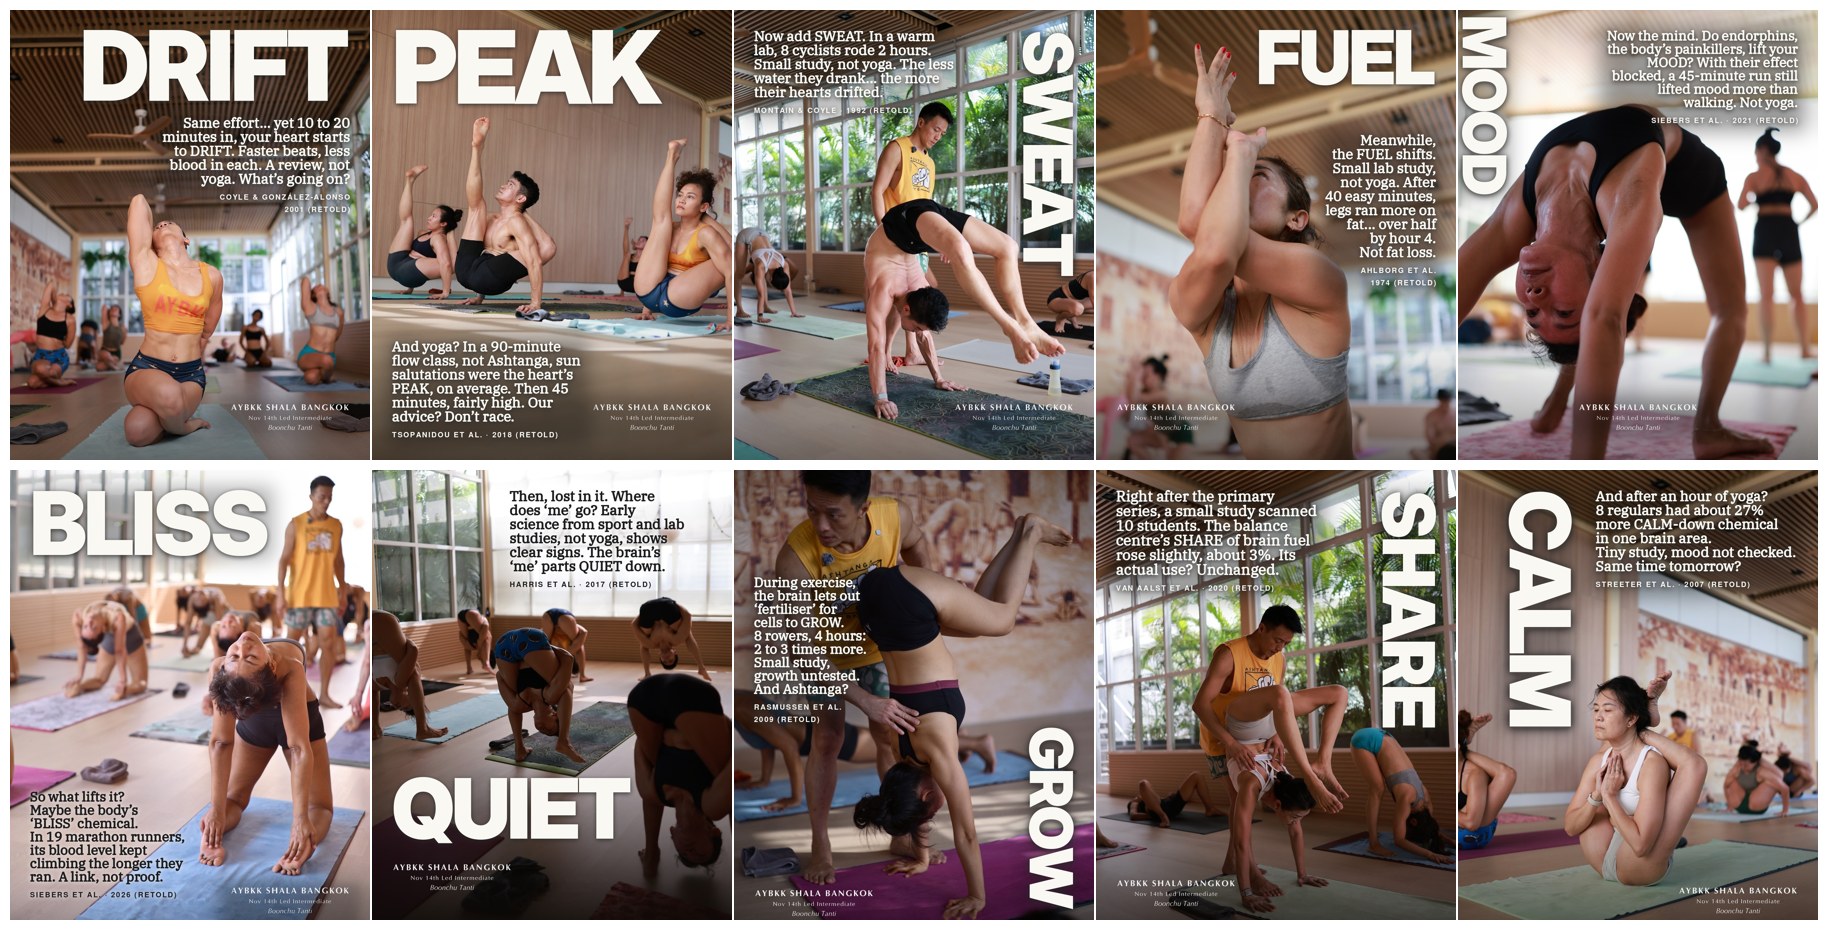 DRIFT
Same effort... yet 10 to 20
minutes in, your heart starts
to DRIFT. Faster beats, less
blood in each. A review, not
yoga. What's going on?
COYLE & GONZÁLEZ-ALONSO
2001 (RETOLD)
AYBKK
AYBKK SHALA BANGKOK
Nov 14th Led Intermediate
Boonchu Tanti
PEAK
And yoga? In a 90-minute
flow class, not Ashtanga, sun
salutations were the heart's
PEAK, on average. Then 45
minutes, fairly high. Our
advice? Don't race.
TSOPANIDOU ET AL. · 2018 (RETOLD)
AYBKK SHALA BANGKOK
Nov 14th Led Intermediate
Boonchu Tanti
Now add SWEAT. In a warm
lab, 8 cyclists rode 2 hours.
Small study, not yoga. The less
water they drank... the more
their hearts drifted.
MONTAIN & COYLE · 1992 (RETOLD)
SWEAT
AYBKK SHALA BANGKOK
Nov 14th Led Intermediate
Boonchu Tanti
FUEL
Meanwhile,
the FUEL shifts.
Small lab study,
not yoga. After
40 easy minutes,
legs ran more on
fat... over half
by hour 4.
Not fat loss.
AHLBORG ET AL.
1974 (RETOLD)
AYBKK SHALA BANGKOK
Nov 14th Led Intermediate
Boonchu Tanti
MOOD
Now the mind. Do endorphins,
the body's painkillers, lift your
MOOD? With their effect
blocked, a 45-minute run still
lifted mood more than
walking. Not yoga.
SIEBERS ET AL. · 2021 (RETOLD)
AYBKK SHALA BANGKOK
Nov 14th Led Intermediate
Boonchu Tanti
BLISS
So what lifts it?
Maybe the body's
'BLISS' chemical.
In 19 marathon runners,
its blood level kept
climbing the longer they
ran. A link, not proof.
SIEBERS ET AL. · 2026 (RETOLD)
AYBKK SHALA BANGKOK
Nov 14th Led Intermediate
Boonchu Tanti
Then, lost in it. Where
does 'me' go? Early
science from sport and lab
studies, not yoga, shows
clear signs. The brain's
'me' parts QUIET down.
HARRIS ET AL. · 2017 (RETOLD)
QUIET
AYBKK SHALA BANGKOK
Nov 14th Led Intermediate
Boonchu Tanti
During exercise,
the brain lets out
'fertiliser' for
cells to GROW.
8 rowers, 4 hours:
2 to 3 times more.
Small study,
growth untested.
And Ashtanga?
RASMUSSEN ET AL.
2009 (RETOLD)
GROW
AYBKK SHALA BANGKOK
Nov 14th Led Intermediate
Boonchu Tanti
Right after the primary
series, a small study scanned
10 students. The balance
centre's SHARE of brain fuel
rose slightly, about 3%. Its
actual use? Unchanged.
VAN AALST ET AL. · 2020 (RETOLD)
SHARE
AYBKK SHALA BANGKOK
Nov 14th Led Intermediate
Boonchu Tanti
CALM
And after an hour of yoga?
8 regulars had about 27%
more CALM-down chemical
in one brain area.
Tiny study, mood not checked.
Same time tomorrow?
STREETER ET AL. · 2007 (RETOLD)
AYBKK SHALA BANGKOK
Nov 14th Led Intermediate
Boonchu Tanti